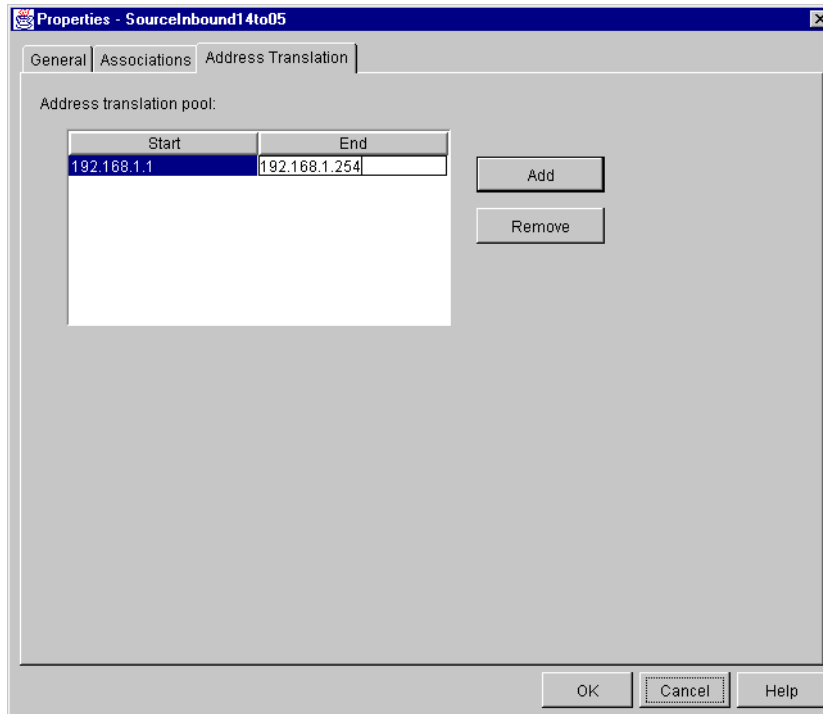 Properties - SourceInbound14to05
General Associations Address Translation
Address translation pool:
Start End
192.168.1.1 192.168.1.254
Add
Remove
OK Cancel Help